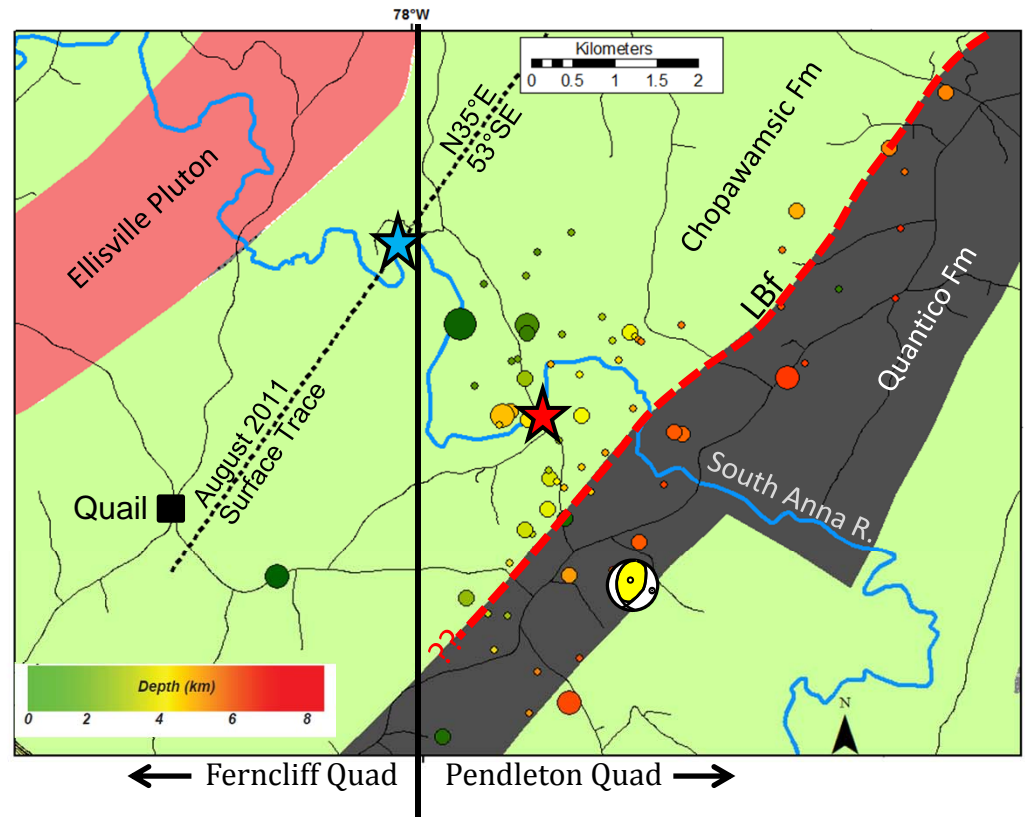 78°W
Kilometers
0 0.5 1 1.5 2
N35°E
53°SE
Chopawamsic Fm
Ellisville Pluton
LBf
Quantico Fm
August 2011
Surface Trace
Quail
South Anna R.
??
Depth (km)
0 2 4 6 8
N
Ferncliff Quad
Pendleton Quad